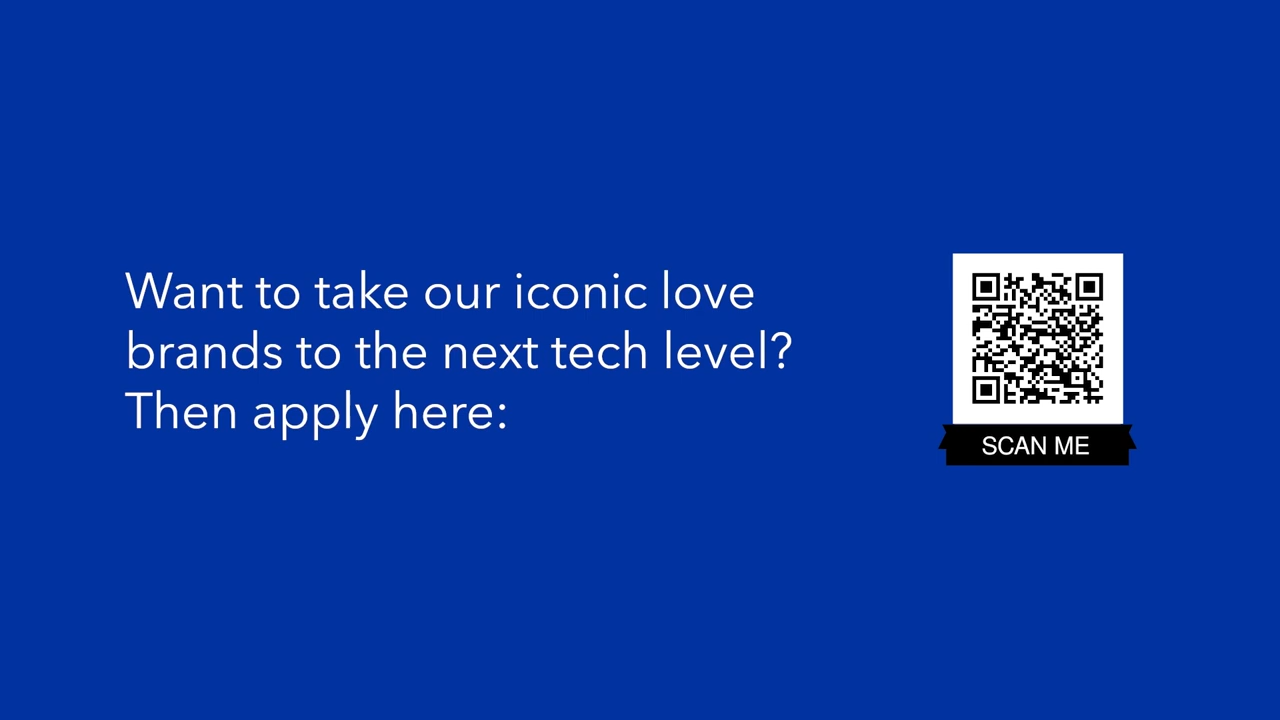 Want to take our iconic love
brands to the next tech level?
Then apply here:
SCAN ME